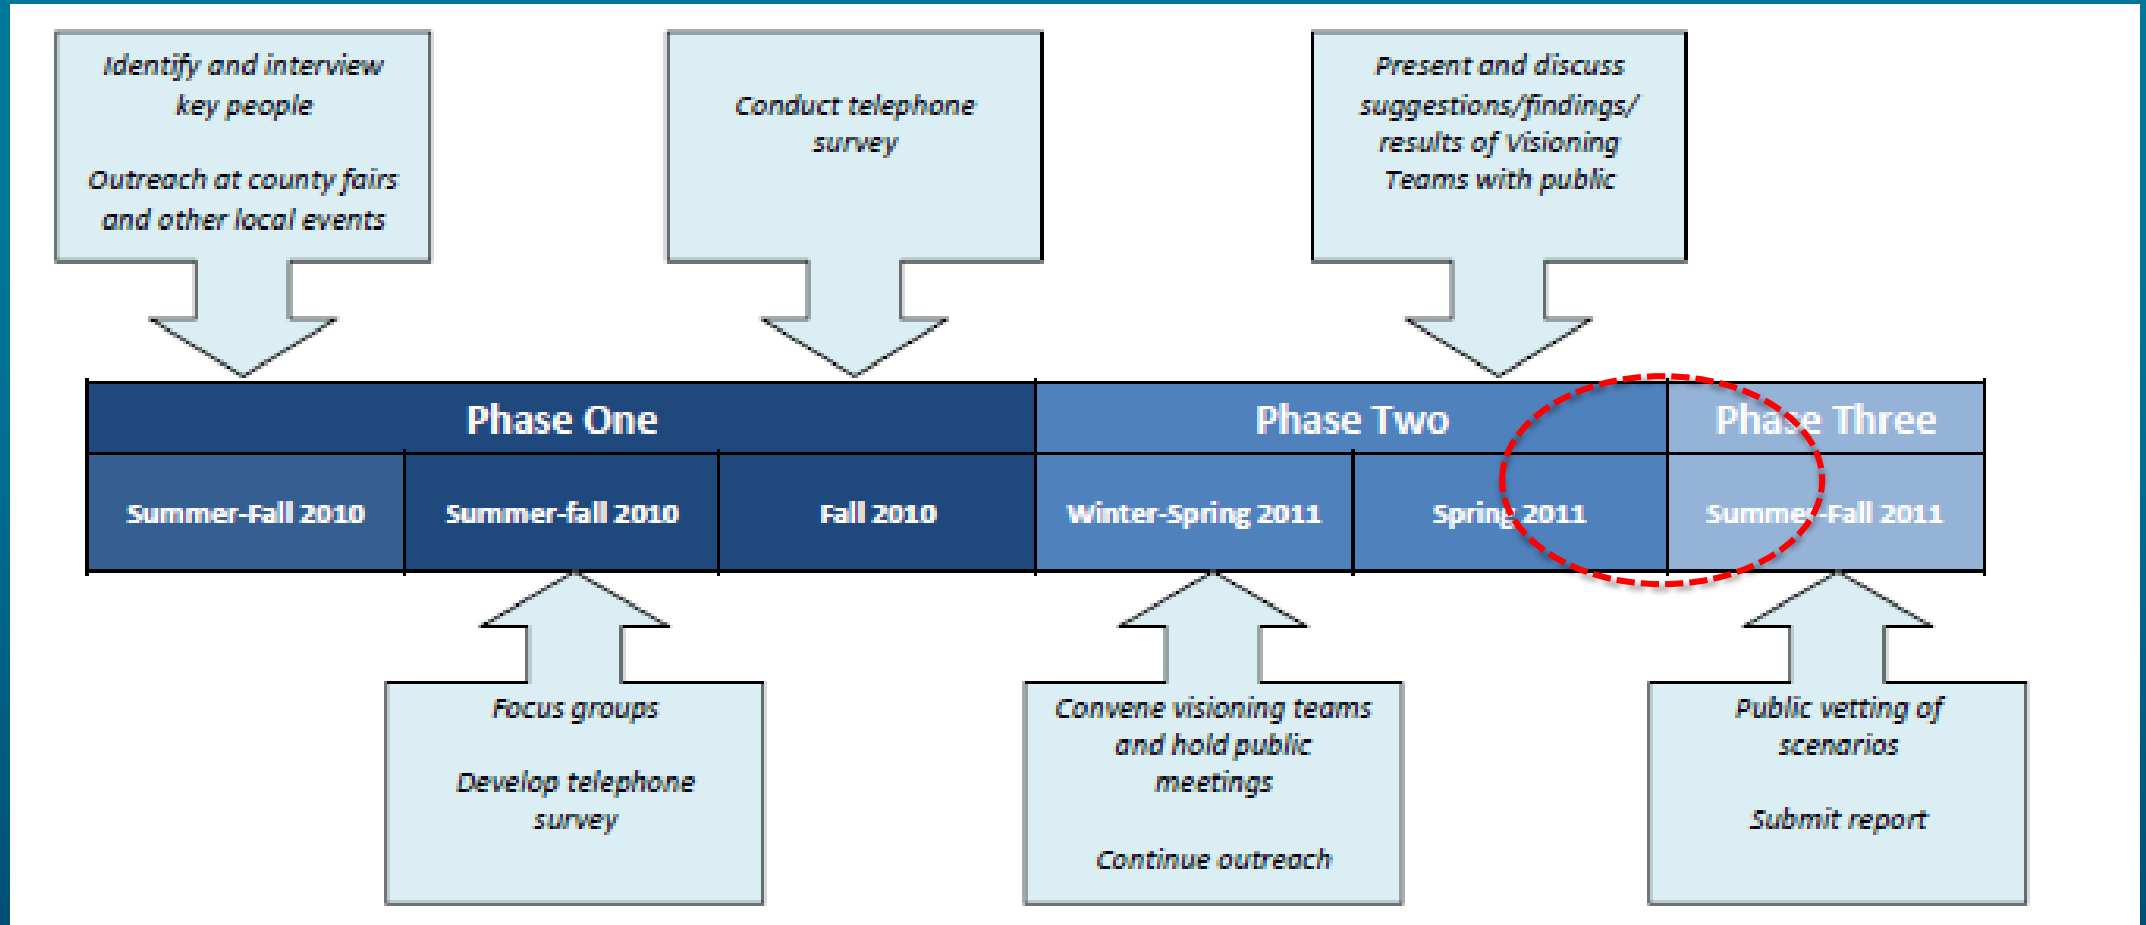 Identify and interview
key people
Outreach at county fairs
and other local events
Conduct telephone
survey
Present and discuss
suggestions/findings/
results of Visioning
Teams with public
Phase One
Phase Two
Phase Three
Summer-Fall 2010
Summer-fall 2010
Fall 2010
Winter-Spring 2011
Spring 2011
Summer-Fall 2011
Focus groups
Develop telephone
survey
Convene visioning teams
and hold public
meetings
Continue outreach
Public vetting of
scenarios
Submit report